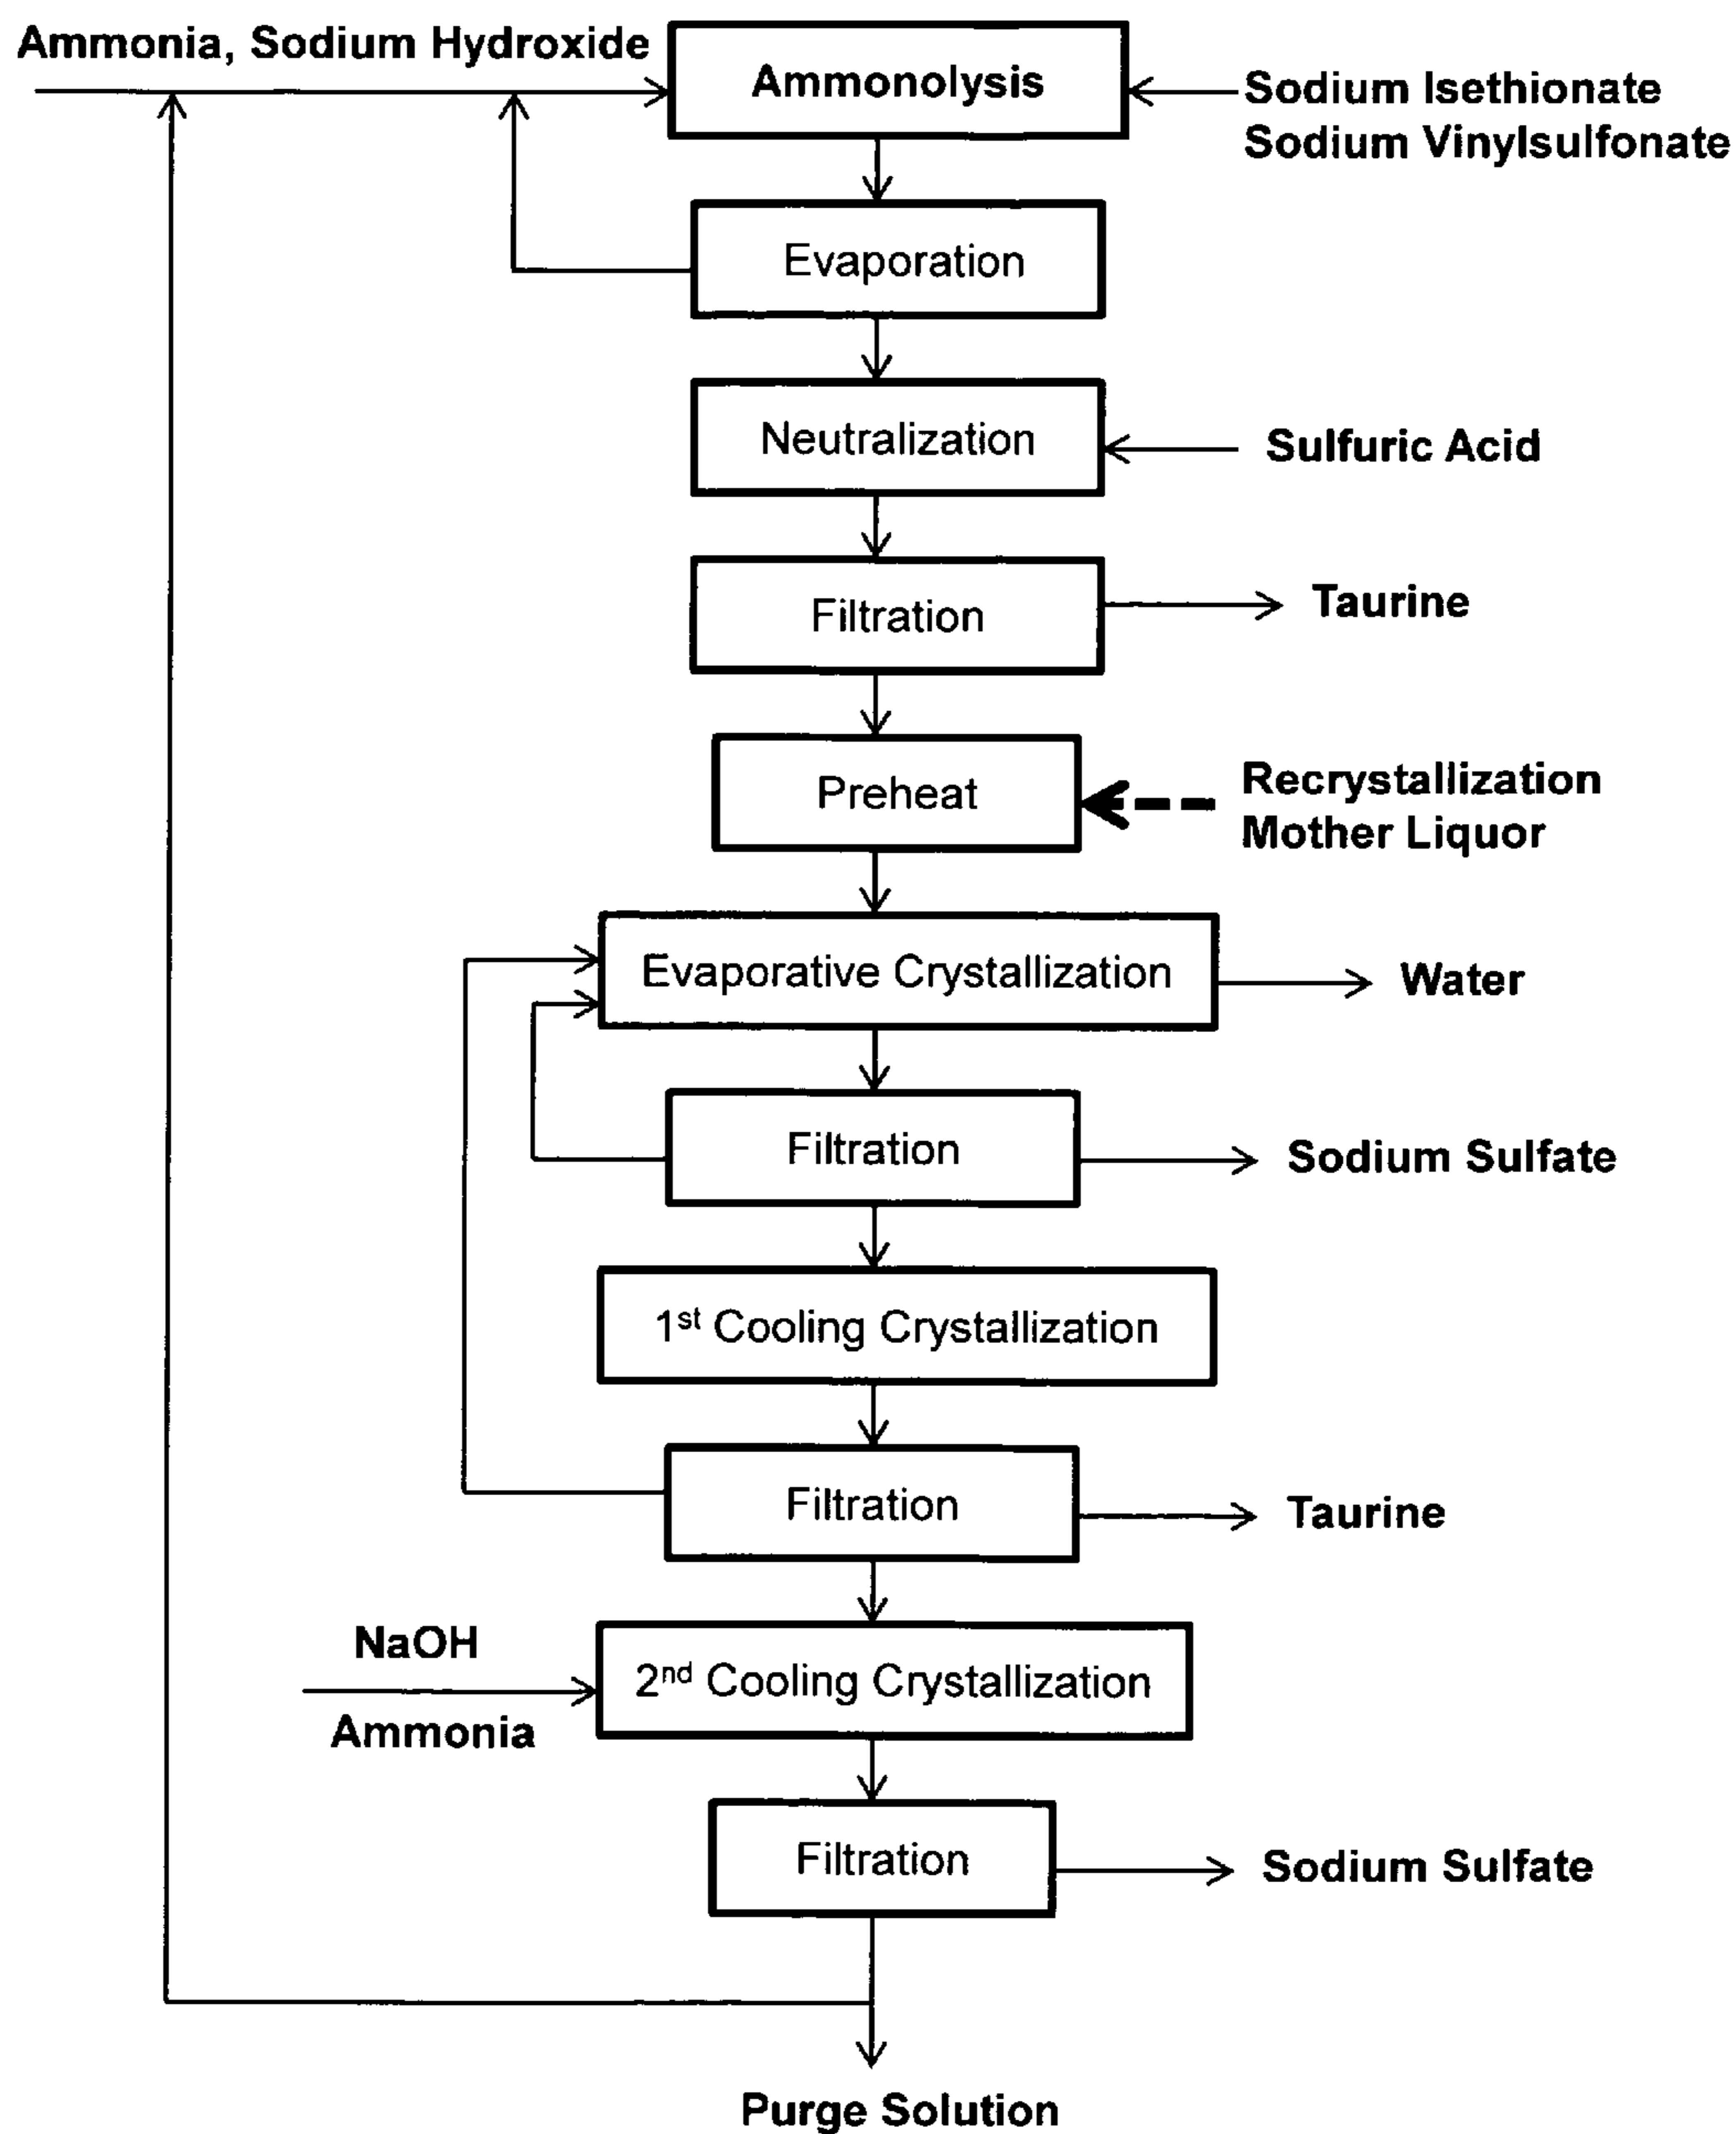 Ammonia, Sodium Hydroxide
Ammonolysis
Sodium Isethionate
Sodium Vinylsulfonate
Evaporation
Neutralization
Sulfuric Acid
Filtration
Taurine
Preheat
Recrystallization
Mother Liquor
Evaporative Crystallization
Water
Filtration
Sodium Sulfate
1st Cooling Crystallization
Filtration
Taurine
NaOH
Ammonia
2nd Cooling Crystallization
Filtration
Sodium Sulfate
Purge Solution